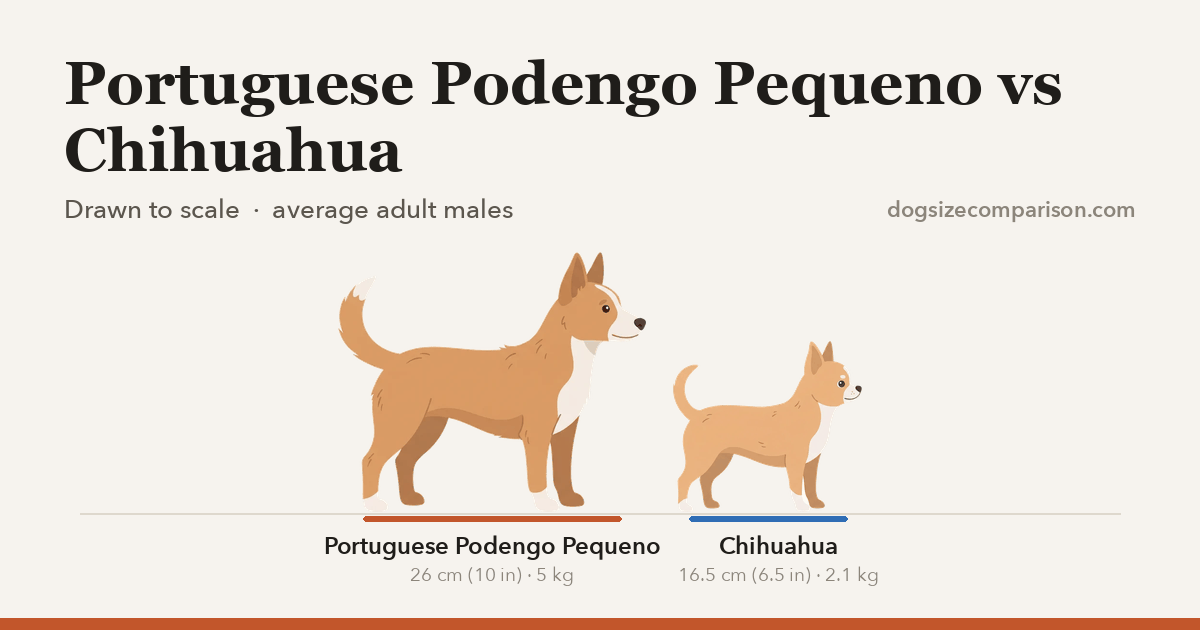 Portuguese Podengo Pequeno vs
Chihuahua
Drawn to scale · average adult males
dogsizecomparison.com
Portuguese Podengo Pequeno
26 cm (10 in) · 5 kg
Chihuahua
16.5 cm (6.5 in) · 2.1 kg